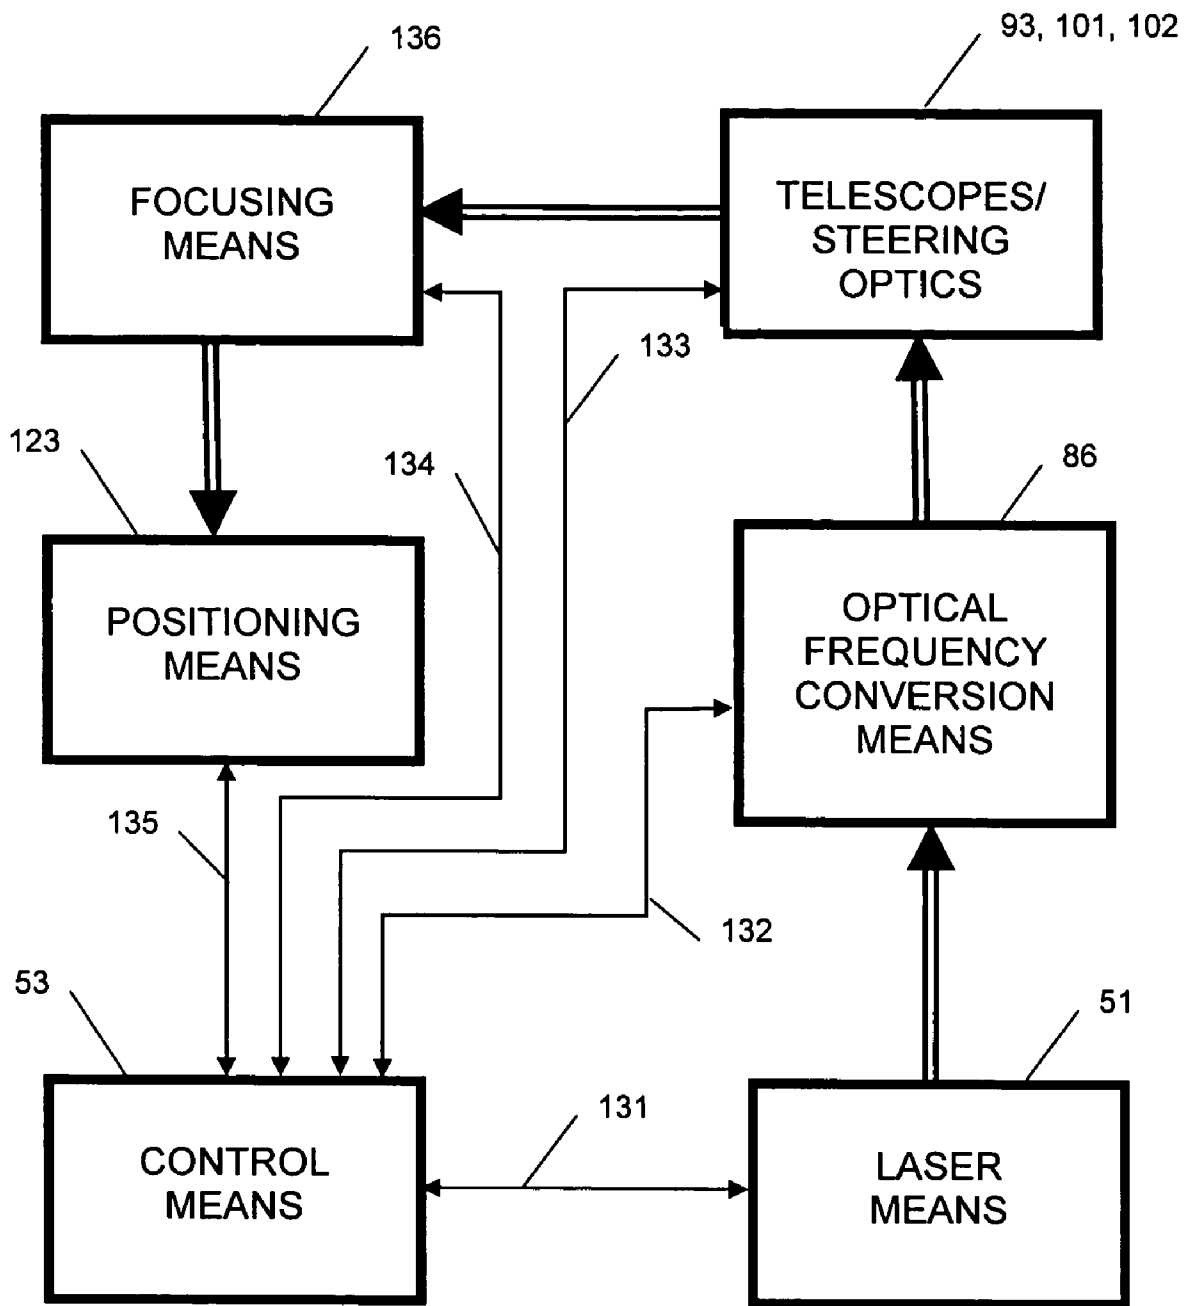 136
93, 101, 102
FOCUSING
MEANS
TELESCOPES/
STEERING
OPTICS
133
123
134
86
POSITIONING
MEANS
OPTICAL
FREQUENCY
CONVERSION
MEANS
135
132
53
51
131
CONTROL
MEANS
LASER
MEANS